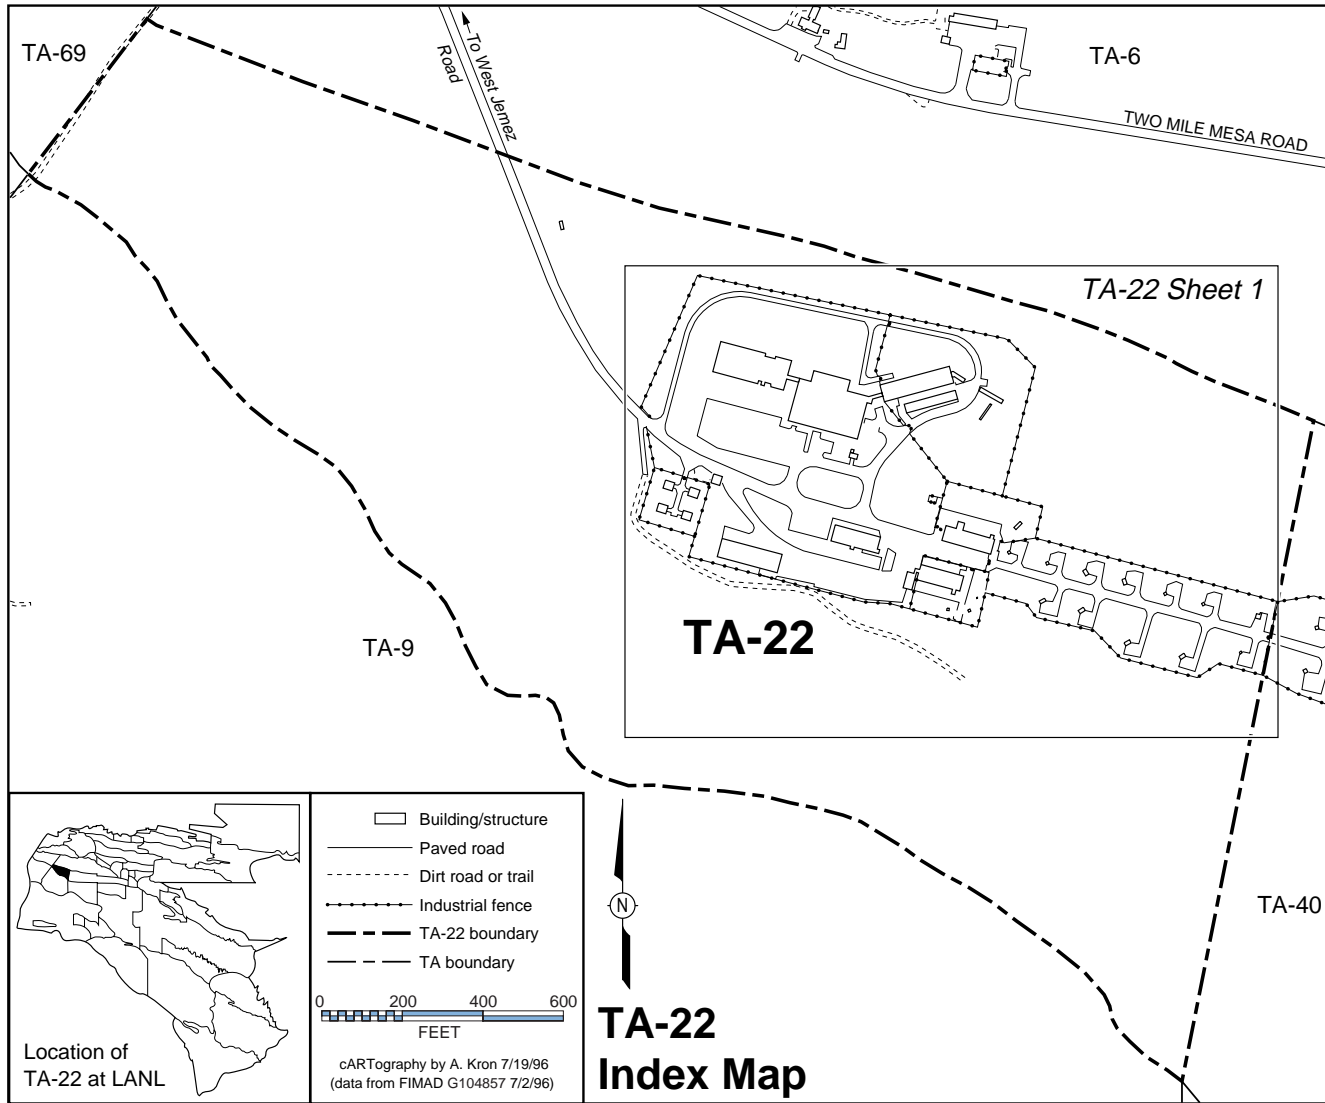 TA-69
To West Jemez
Road
TA-6
TWO MILE MESA ROAD
TA-22 Sheet 1
TA-22
TA-9
TA-40
Building/structure
Paved road
Dirt road or trail
Industrial fence
TA-22 boundary
TA boundary
0 200 400 600
FEET
cARTography by A. Kron 7/19/96
(data from FIMAD G104857 7/2/96)
Location of
TA-22 at LANL
N
TA-22
Index Map